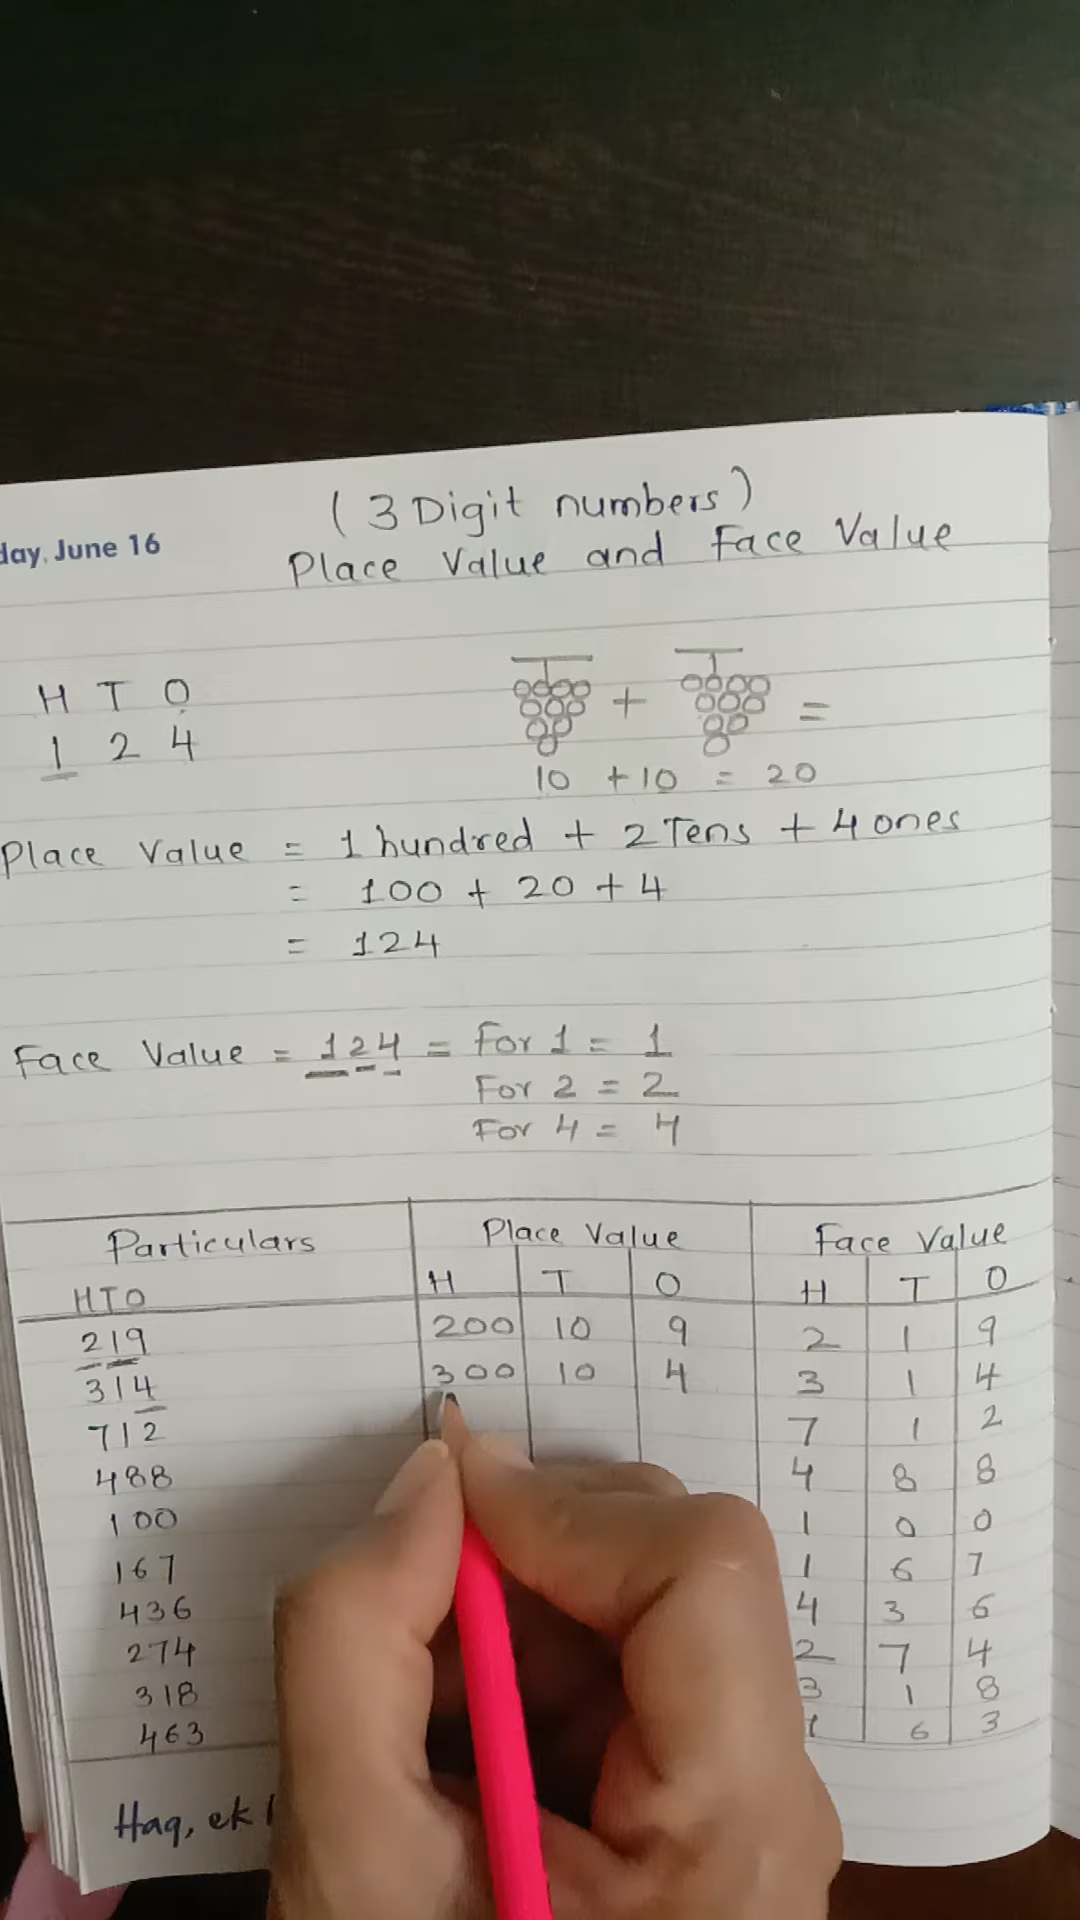 ( 3 Digit numbers )
day, June 16
Place Value and Face Value
H T O
1 2 4
+ =
10 + 10 = 20
Place Value = 1 hundred + 2 Tens + 4 ones
= 100 + 20 + 4
= 124
Face Value = 124 = For 1 = 1
For 2 = 2
For 4 = 4
Particulars Place Value Face Value
HTO H T O H T O
219 200 10 9 2 1 9
314 300 10 4 3 1 4
712 7 1 2
488 4 8 8
100 1 0 0
167 1 6 7
436 4 3 6
274 2 7 4
318 3 1 8
463 6 3
Haq, ek